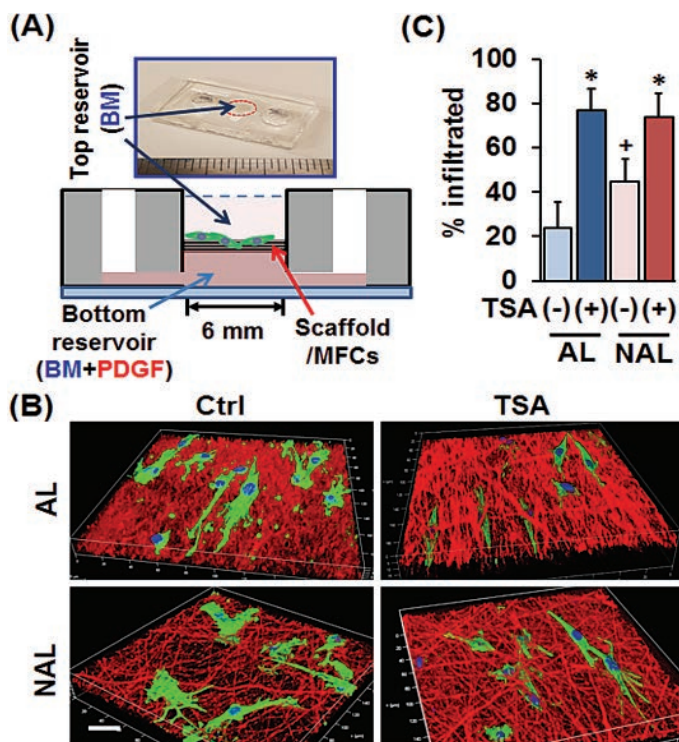 (A)
Top reservoir
(BM)
Bottom
reservoir
(BM+PDGF)
6 mm
Scaffold
/MFCs
(C)
% infiltrated
100
80
60
40
20
0
*
+
*
TSA (-) (+) (-) (+)
AL NAL
(B)
Ctrl TSA
AL
NAL